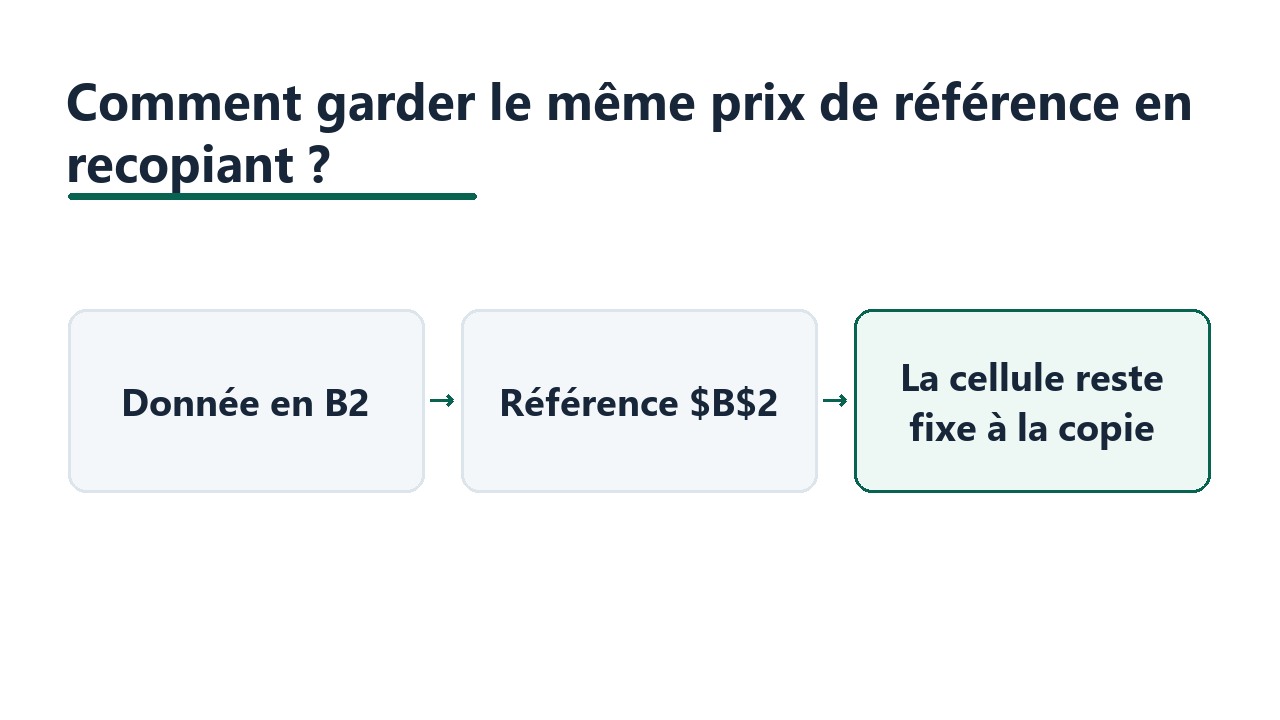 Comment garder le même prix de référence en
recopiant ?
Donnée en B2
Référence $B$2
La cellule reste
fixe à la copie